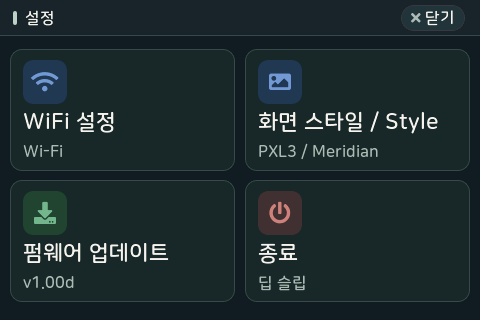 설정
닫기
WiFi 설정
Wi-Fi
화면 스타일 / Style
PXL3 / Meridian
펌웨어 업데이트
v1.00d
종료
딥 슬립